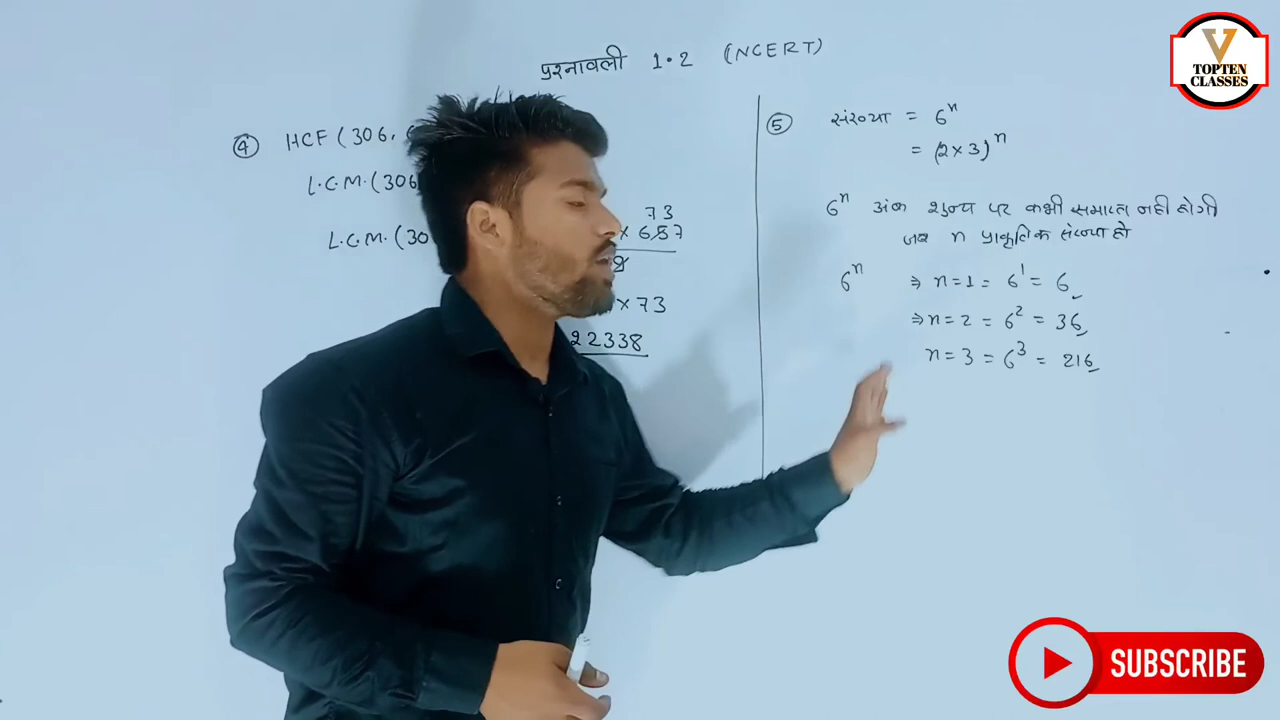 प्रश्नावली 1.2 (NCERT)
V
TOPTEN
CLASSES
④ HCF (306,
L.C.M. (306
L.C.M. (30
73
× 657
9
× 73
22338
⑤ संख्या = 6ⁿ
= (2×3)ⁿ
6ⁿ अंक शुन्य पर कभी समाप्त नहीं होगी
जब n प्राकृतिक संख्या हो
6ⁿ ⇒ n=1 = 6¹ = 6
⇒ n=2 = 6² = 36
n=3 = 6³ = 216
SUBSCRIBE